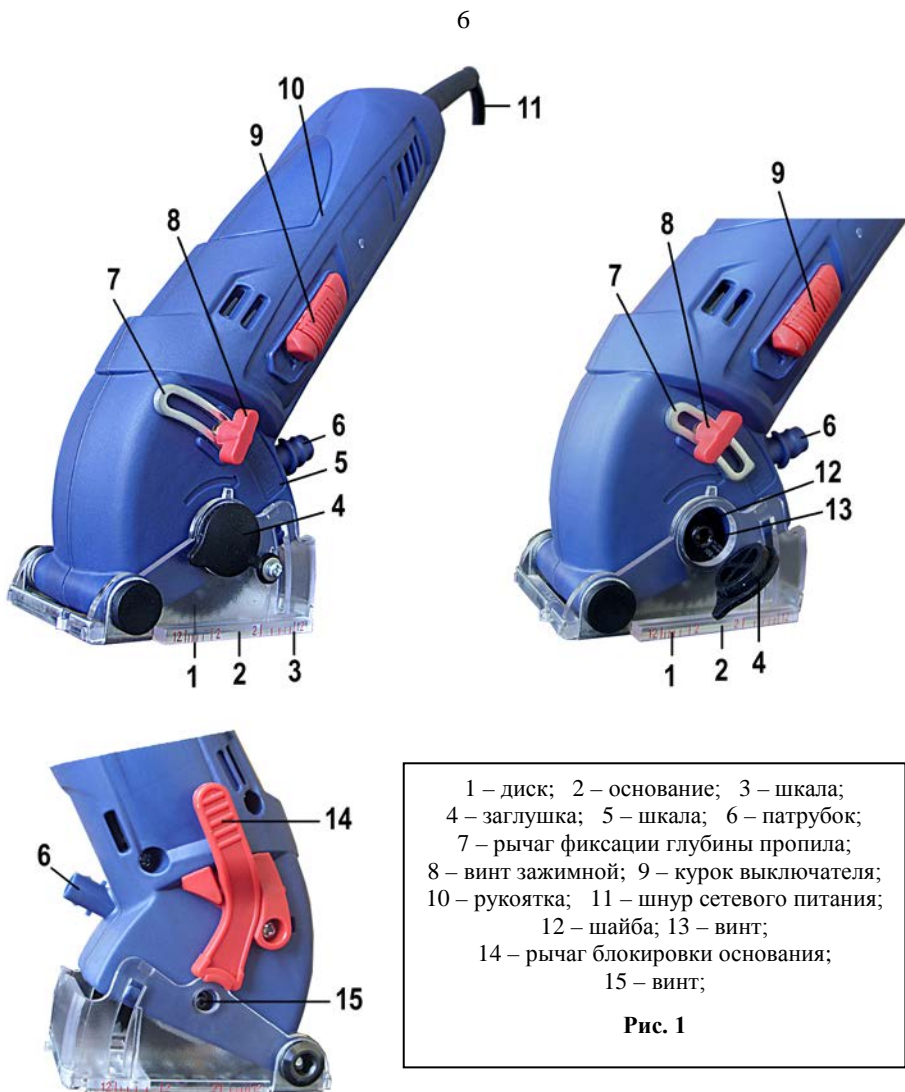 6
10
11
9
8
7
6
5
4
1 2 3
9
8
7
6
12
13
1 2 4
14
6
15
1 – диск; 2 – основание; 3 – шкала;
4 – заглушка; 5 – шкала; 6 – патрубок;
7 – рычаг фиксации глубины пропила;
8 – винт зажимной; 9 – курок выключателя;
10 – рукоятка; 11 – шнур сетевого питания;
12 – шайба; 13 – винт;
14 – рычаг блокировки основания;
15 – винт;
Рис. 1